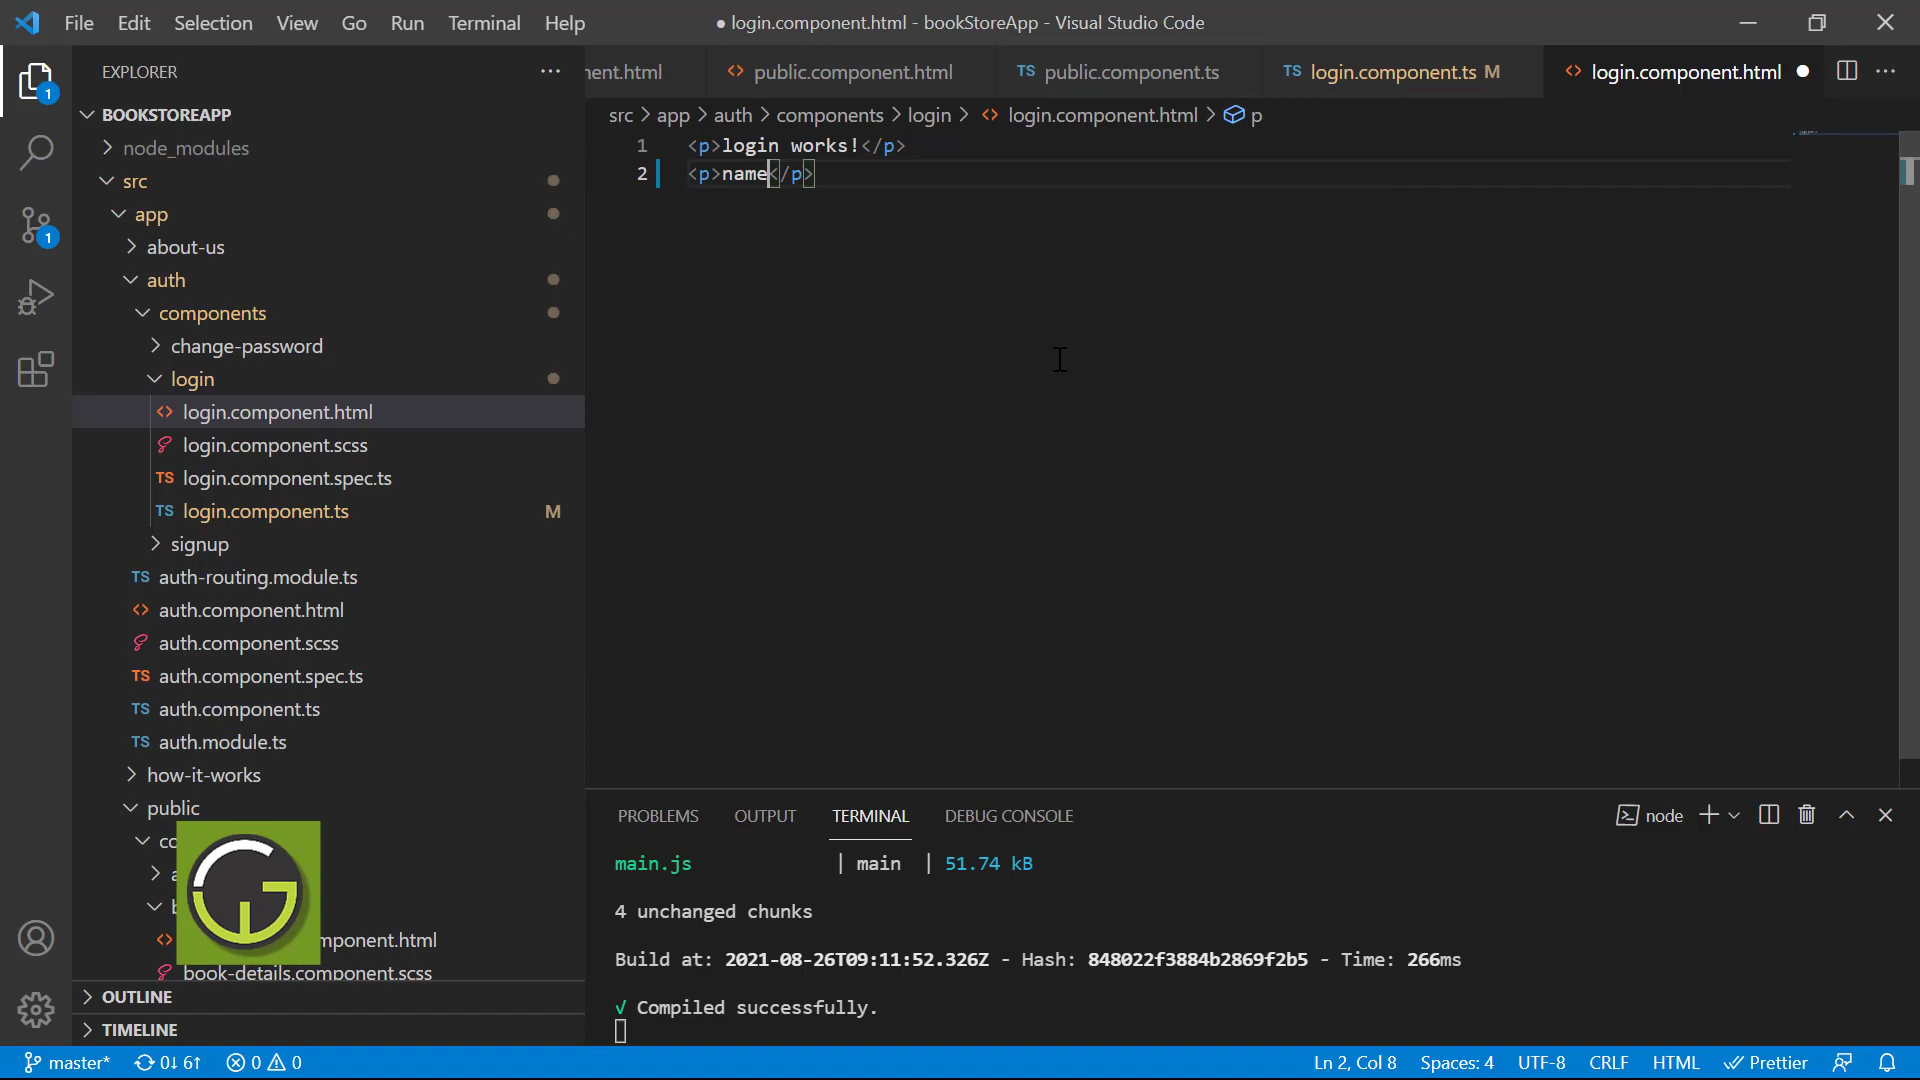 File Edit Selection View Go Run Terminal Help
● login.component.html - bookStoreApp - Visual Studio Code
EXPLORER
1
BOOKSTOREAPP
node_modules
src
app
about-us
1
auth
components
change-password
login
login.component.html
login.component.scss
TS login.component.spec.ts
TS login.component.ts M
signup
TS auth-routing.module.ts
auth.component.html
auth.component.scss
TS auth.component.spec.ts
TS auth.component.ts
TS auth.module.ts
how-it-works
public
mponent.html
book-details.component.scss
OUTLINE
TIMELINE
nent.html public.component.html TS public.component.ts TS login.component.ts M login.component.html
src > app > auth > components > login > login.component.html > p
1 <p>login works!</p>
2 <p>name</p>
PROBLEMS OUTPUT TERMINAL DEBUG CONSOLE node
main.js | main | 51.74 kB
4 unchanged chunks
Build at: 2021-08-26T09:11:52.326Z - Hash: 848022f3884b2869f2b5 - Time: 266ms
√ Compiled successfully.
master* 0↓ 6↑ 0 0 Ln 2, Col 8 Spaces: 4 UTF-8 CRLF HTML Prettier